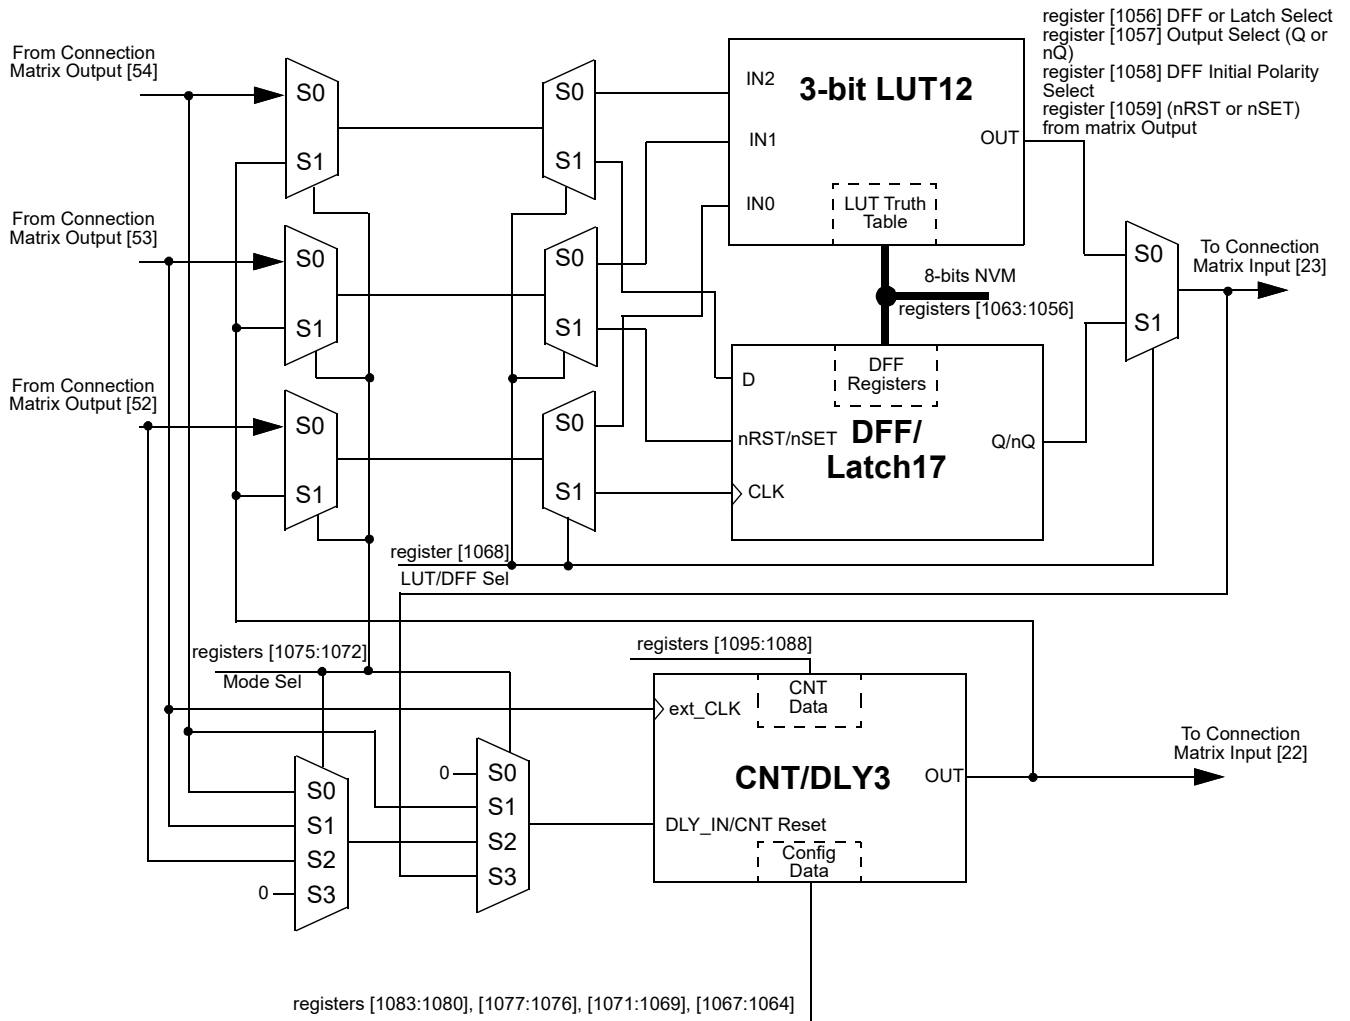 register [1056] DFF or Latch Select
register [1057] Output Select (Q or
nQ)
register [1058] DFF Initial Polarity
Select
register [1059] (nRST or nSET)
from matrix Output
From Connection
Matrix Output [54]
S0
S1
S0
S1
IN2
IN1
IN0
3-bit LUT12
OUT
LUT Truth
Table
From Connection
Matrix Output [53]
S0
S1
S0
S1
8-bits NVM
registers [1063:1056]
S0
S1
To Connection
Matrix Input [23]
From Connection
Matrix Output [52]
S0
S1
S0
S1
D
nRST/nSET
CLK
DFF
Registers
DFF/
Latch17
Q/nQ
register [1068]
LUT/DFF Sel
registers [1075:1072]
Mode Sel
registers [1095:1088]
CNT
Data
ext_CLK
CNT/DLY3
OUT
DLY_IN/CNT Reset
Config
Data
To Connection
Matrix Input [22]
0
S0
S1
S2
S3
S0
S1
S2
0
S3
registers [1083:1080], [1077:1076], [1071:1069], [1067:1064]